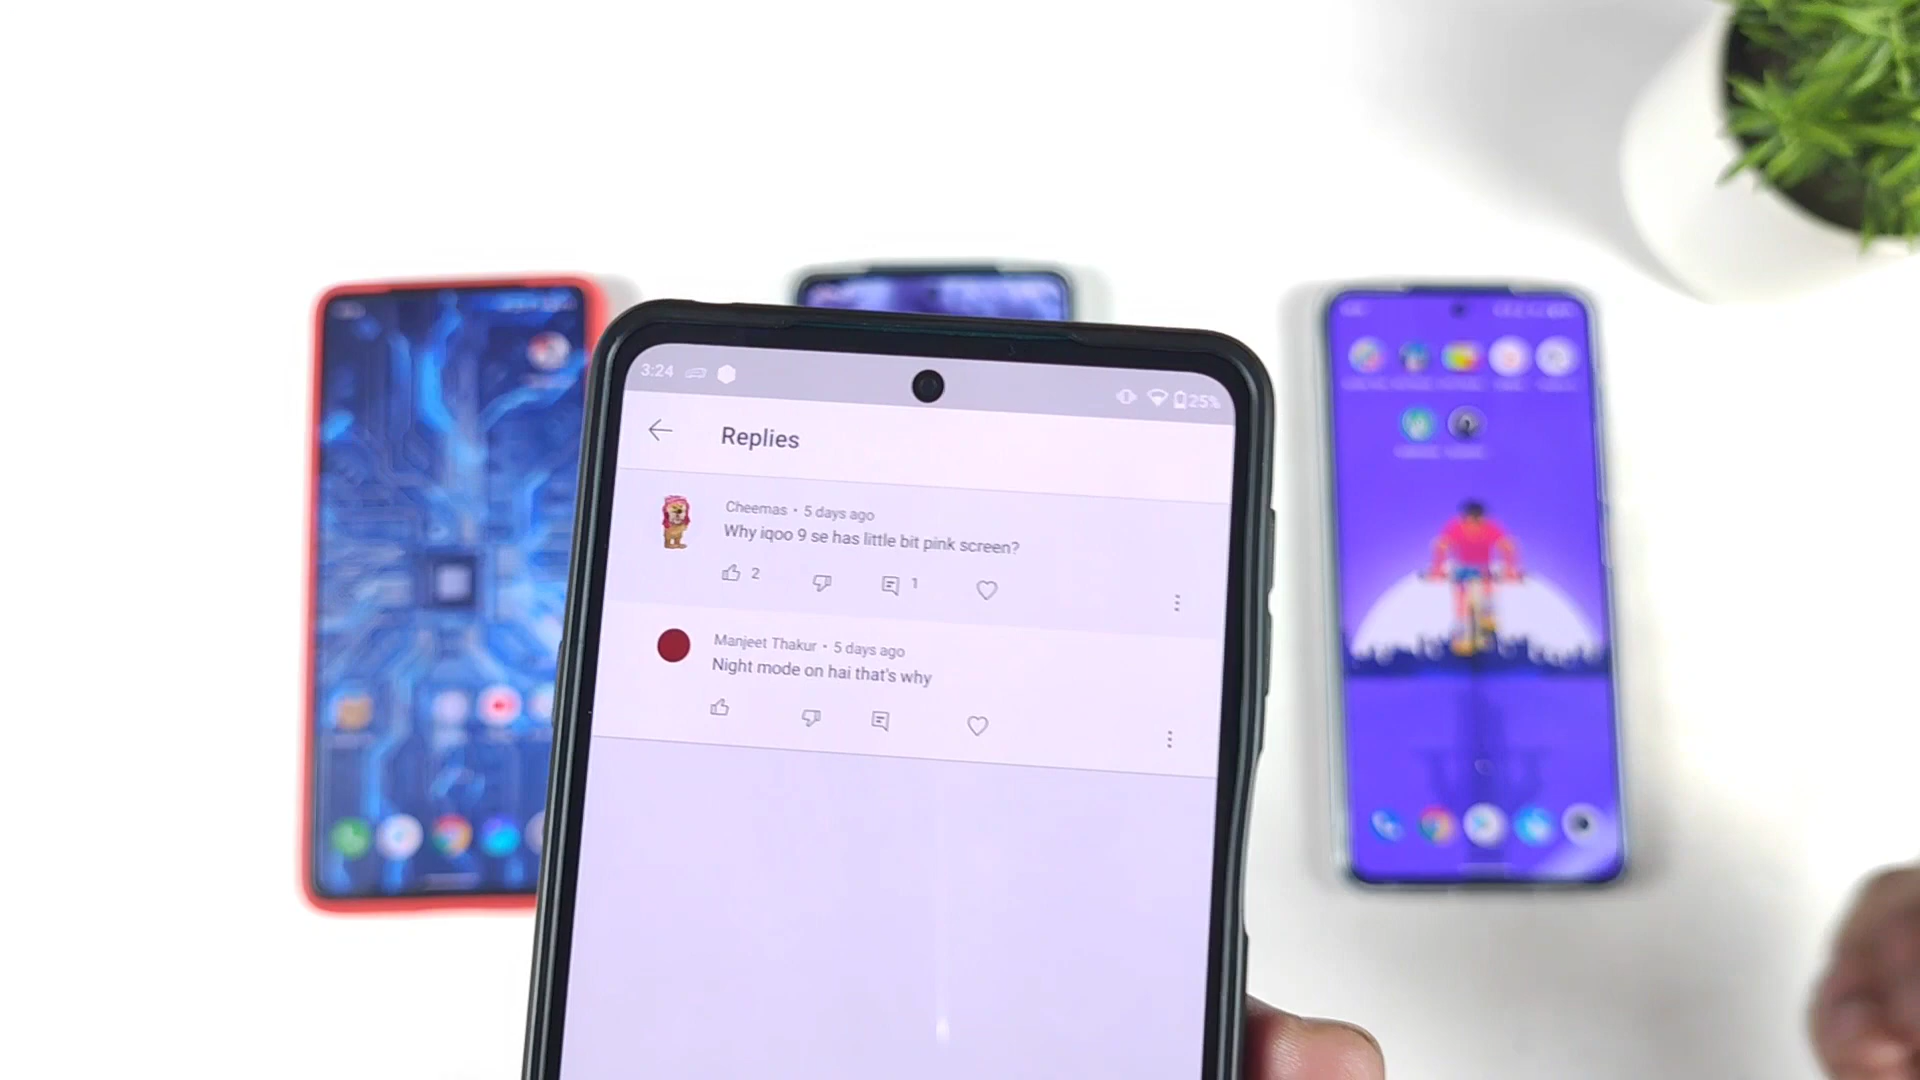 3:24
25%
Replies
Cheemas • 5 days ago
Why iqoo 9 se has little bit pink screen?
2
1
Manjeet Thakur • 5 days ago
Night mode on hai that's why